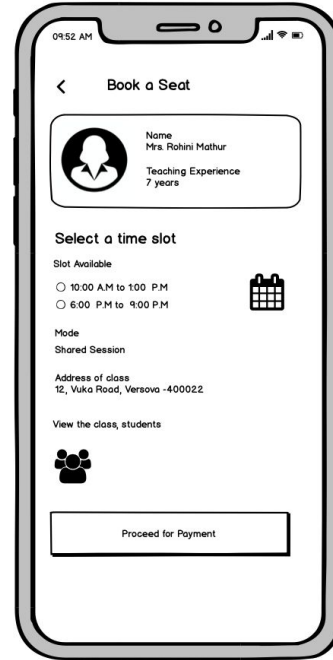 09:52 AM
Book a Seat
Name
Mrs. Rohini Mathur
Teaching Experience
7 years
Select a time slot
Slot Available
10:00 A.M to 1:00 P.M
6:00 P.M to 9:00 P.M
Mode
Shared Session
Address of class
12, Vuka Road, Versova -400022
View the class, students
Proceed for Payment